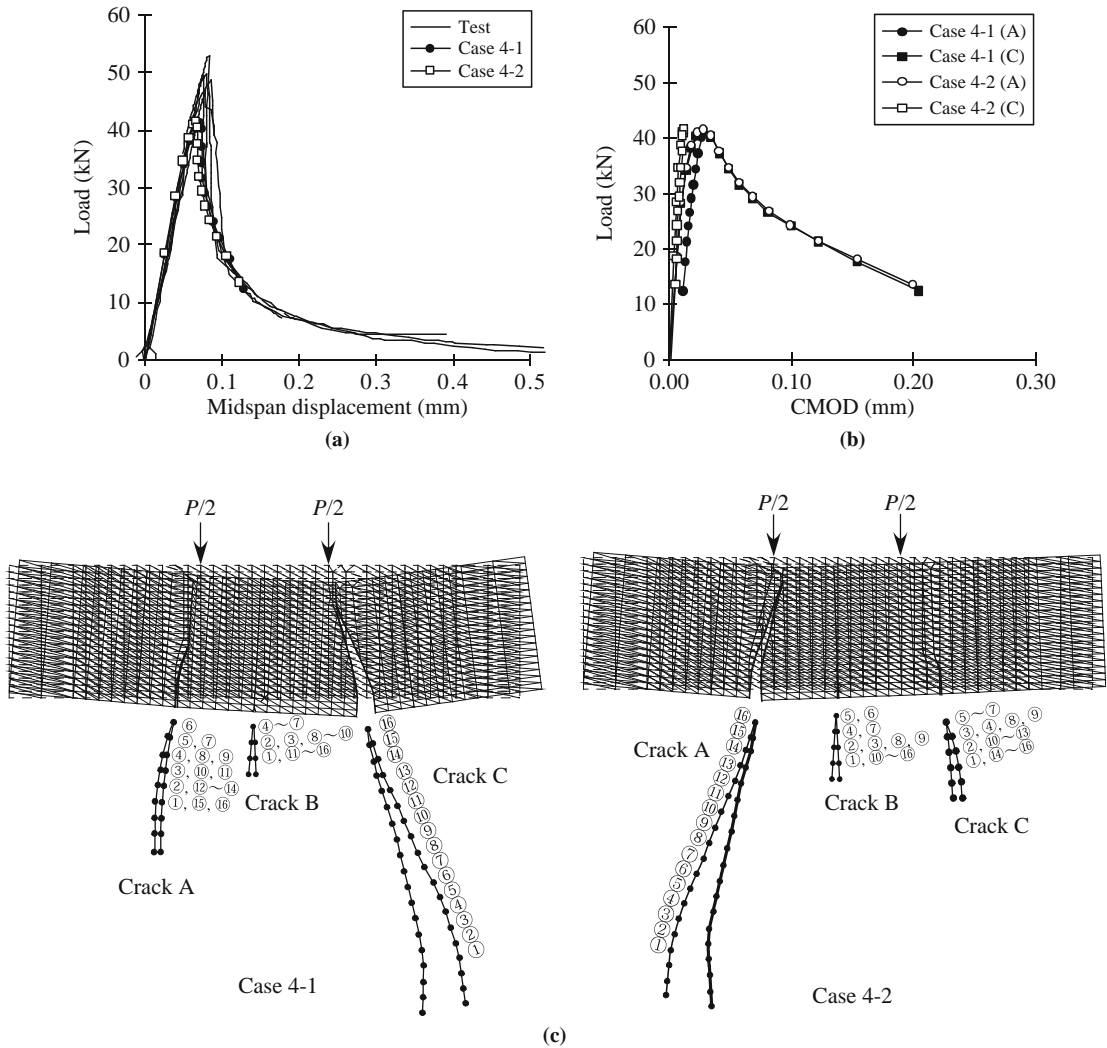 60
50
40
30
20
10
0
Load (kN)
0
0.1
0.2
0.3
0.4
0.5
Midspan displacement (mm)
Test
Case 4-1
Case 4-2
(a)
60
50
40
30
20
10
0
Load (kN)
0.00
0.10
0.20
0.30
CMOD (mm)
Case 4-1 (A)
Case 4-1 (C)
Case 4-2 (A)
Case 4-2 (C)
(b)
P/2
P/2
⑥
⑤, ⑦
④, ⑧, ⑨
③, ⑩, ⑪
②, ⑫~⑭
①, ⑮, ⑯
Crack A
④~⑦
②, ③, ⑧~⑩
①, ⑪~⑯
Crack B
⑯
⑮
⑭
⑬
⑫
⑪
⑩
⑨
⑧
⑦
⑥
⑤
④
③
②
①
Crack C
Case 4-1
P/2
P/2
Crack A
⑯
⑮
⑭
⑬
⑫
⑪
⑩
⑨
⑧
⑦
⑥
⑤
④
③
②
①
⑤, ⑥
④, ⑦
②, ③, ⑧, ⑨
①, ⑩~⑯
Crack B
⑤~⑦
③, ④, ⑧, ⑨
②, ⑩~⑬
①, ⑭~⑯
Crack C
Case 4-2
(c)